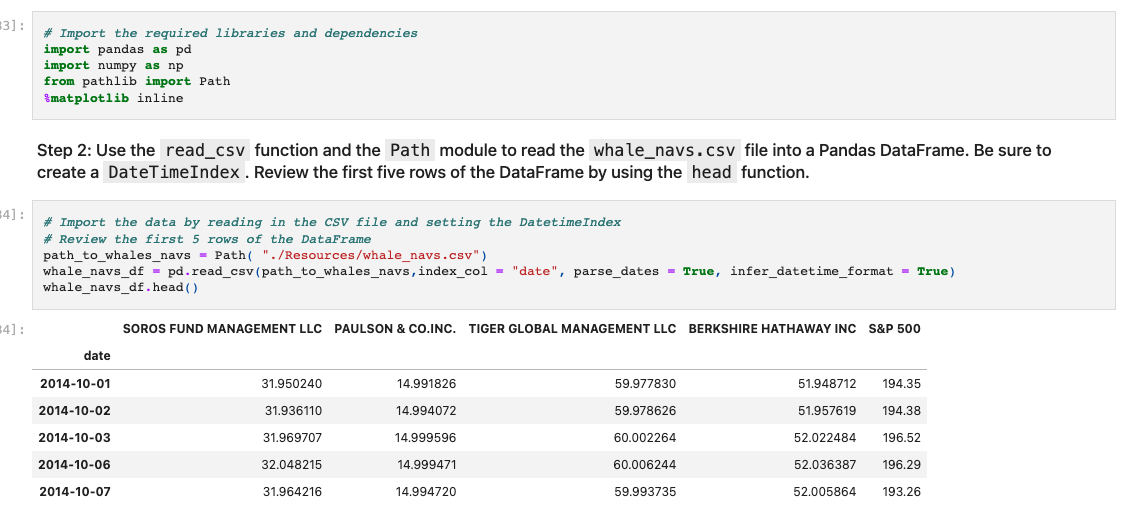 3]:
# Import the required libraries and dependencies
import pandas as pd
import numpy as np
from pathlib import Path
%matplotlib inline
Step 2: Use the read_csv function and the Path module to read the whale_navs.csv file into a Pandas DataFrame. Be sure to
create a DateTimeIndex. Review the first five rows of the DataFrame by using the head function.
4]:
# Import the data by reading in the CSV file and setting the DatetimeIndex
# Review the first 5 rows of the DataFrame
path_to_whales_navs = Path( "./Resources/whale_navs.csv")
whale_navs_df = pd.read_csv(path_to_whales_navs,index_col = "date", parse_dates = True, infer_datetime_format = True)
whale_navs_df.head()
4]:
SOROS FUND MANAGEMENT LLC PAULSON & CO.INC. TIGER GLOBAL MANAGEMENT LLC BERKSHIRE HATHAWAY INC S&P 500
date
2014-10-01 31.950240 14.991826 59.977830 51.948712 194.35
2014-10-02 31.936110 14.994072 59.978626 51.957619 194.38
2014-10-03 31.969707 14.999596 60.002264 52.022484 196.52
2014-10-06 32.048215 14.999471 60.006244 52.036387 196.29
2014-10-07 31.964216 14.994720 59.993735 52.005864 193.26